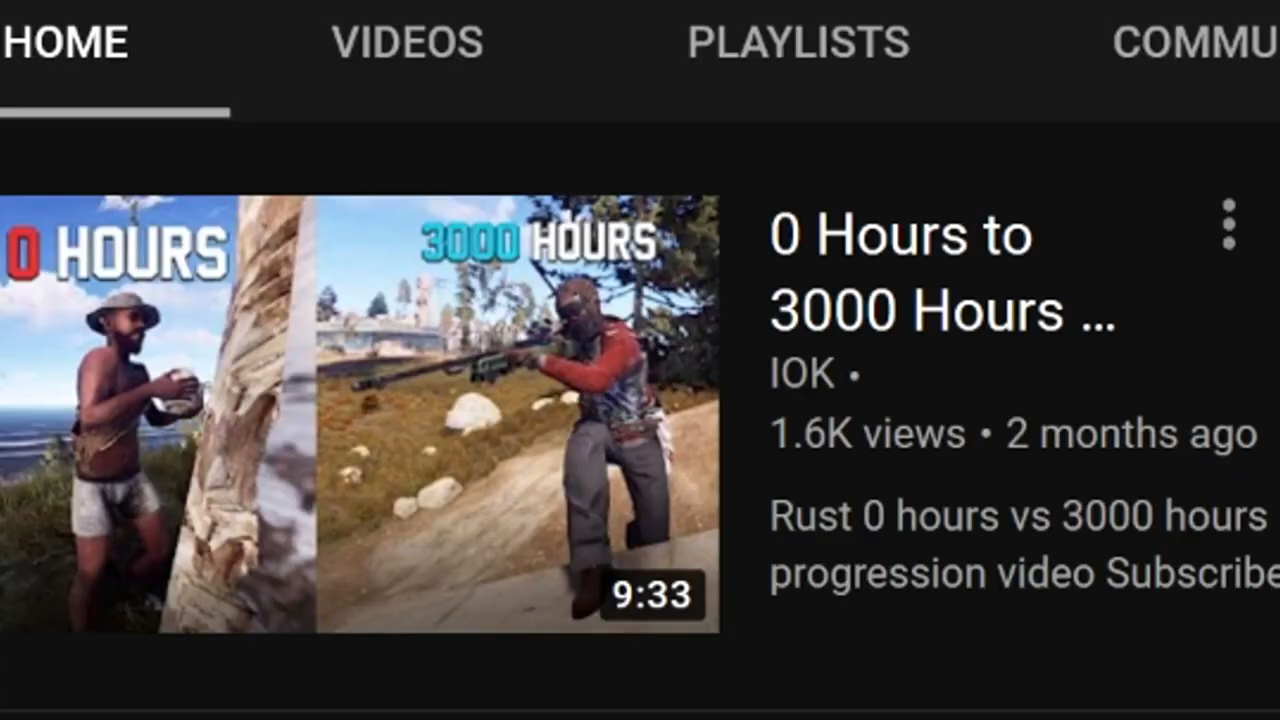 HOME VIDEOS PLAYLISTS COMMU
0 HOURS
3000 HOURS
9:33
0 Hours to
3000 Hours ...
IOK •
1.6K views • 2 months ago
Rust 0 hours vs 3000 hours
progression video Subscribe